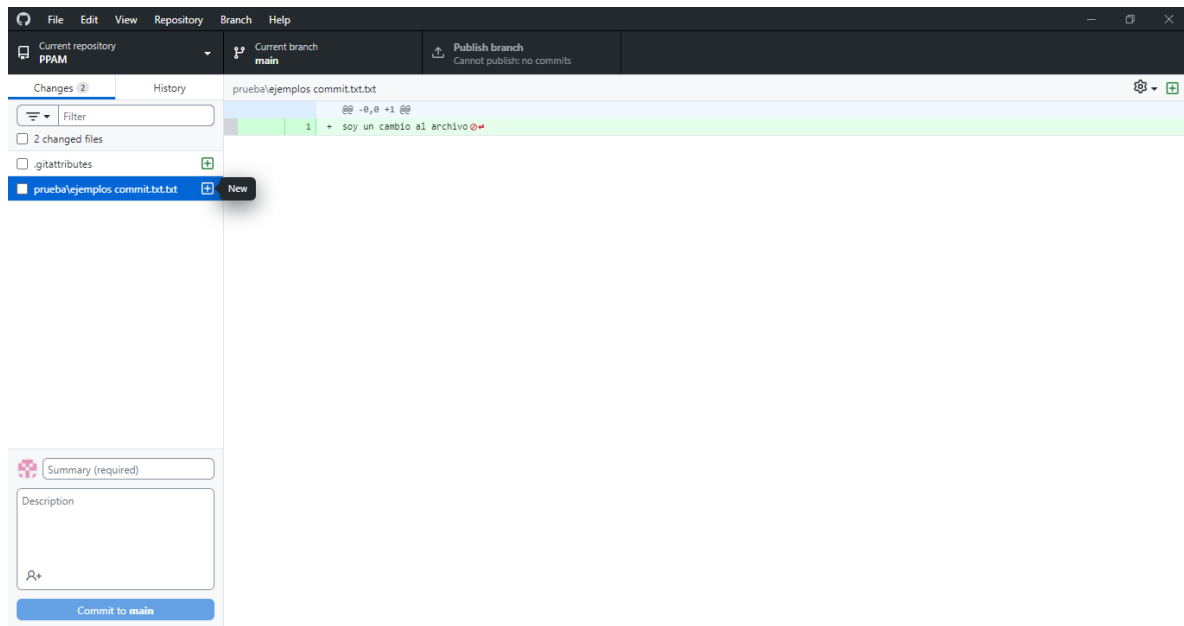 File Edit View Repository Branch Help
Current repository
PPAM
Current branch
main
Publish branch
Cannot publish: no commits
Changes 2 History
prueba\ejemplos commit.txt.txt
Filter
2 changed files
.gitattributes
prueba\ejemplos commit.txt.txt
New
@@ -0,0 +1 @@
1 + soy un cambio al archivo
Summary (required)
Description
Commit to main